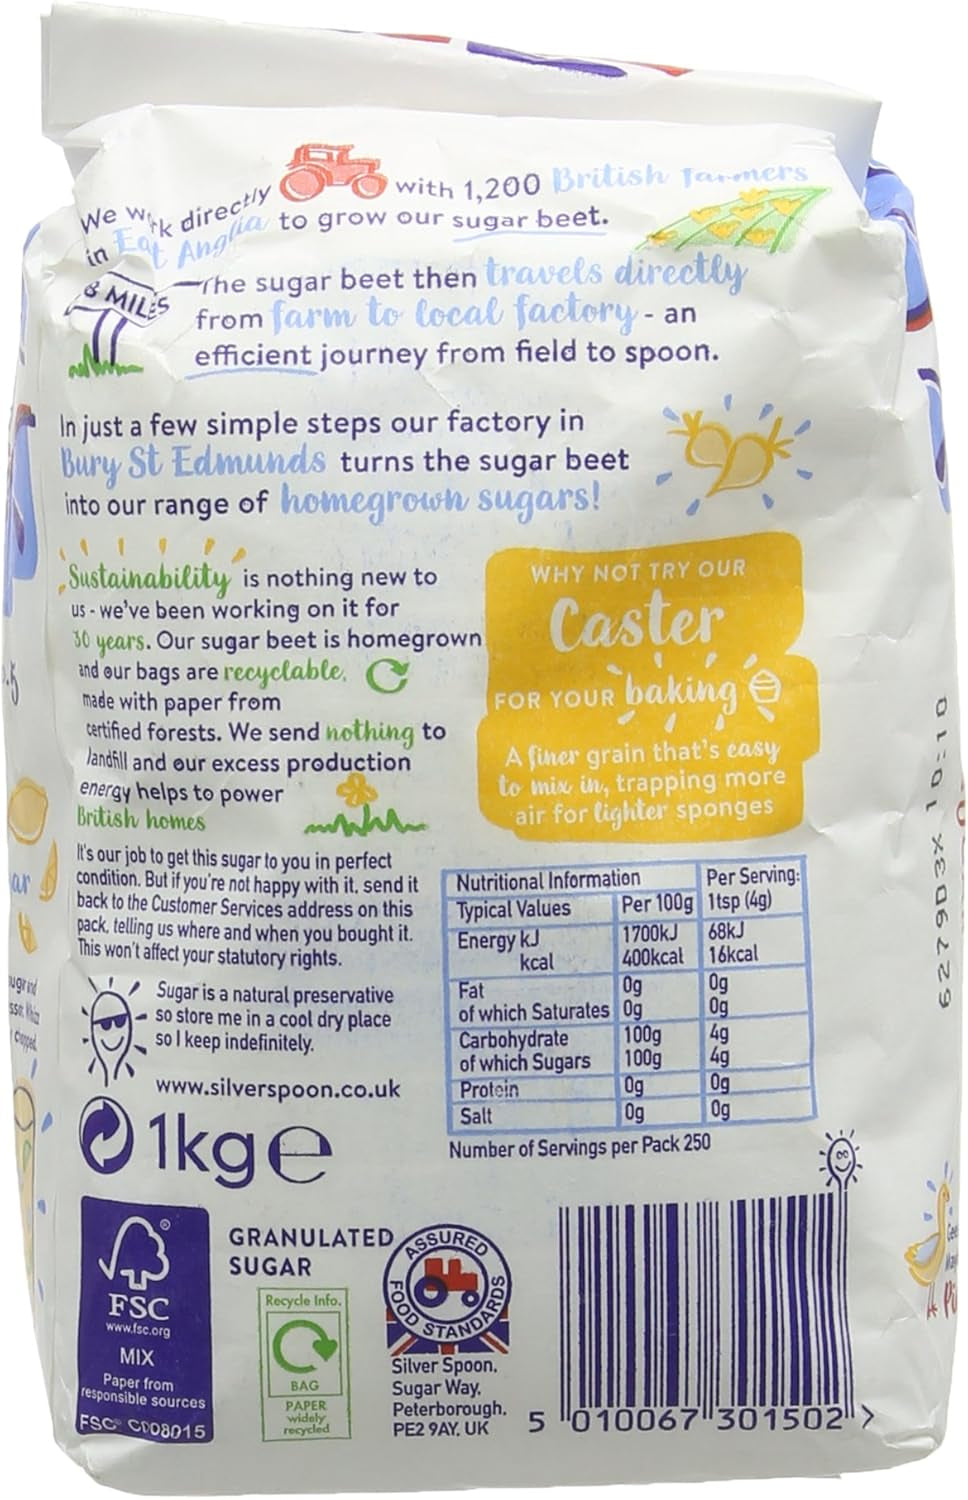 We work directly with 1,200 British Farmers
in East Anglia to grow our sugar beet.
8 MILES
The sugar beet then travels directly
from farm to local factory - an
efficient journey from field to spoon.
In just a few simple steps our factory in
Bury St Edmunds turns the sugar beet
into our range of homegrown sugars!
Sustainability is nothing new to
us - we've been working on it for
30 years. Our sugar beet is homegrown
and our bags are recyclable,
made with paper from
certified forests. We send nothing to
landfill and our excess production
energy helps to power
British homes
WHY NOT TRY OUR
Caster
FOR YOUR baking
A finer grain that's easy
to mix in, trapping more
air for lighter sponges
It's our job to get this sugar to you in perfect
condition. But if you're not happy with it, send it
back to the Customer Services address on this
pack, telling us where and when you bought it.
This won't affect your statutory rights.
Sugar is a natural preservative
so store me in a cool dry place
so I keep indefinitely.
www.silverspoon.co.uk
1kg e
Nutritional Information Per Serving:
Typical Values Per 100g 1tsp (4g)
Energy kJ 1700kJ 68kJ
kcal 400kcal 16kcal
Fat 0g 0g
of which Saturates 0g 0g
Carbohydrate 100g 4g
of which Sugars 100g 4g
Protein 0g 0g
Salt 0g 0g
Number of Servings per Pack 250
FSC®
www.fsc.org
MIX
Paper from
responsible sources
FSC® C008015
GRANULATED
SUGAR
Recycle Info.
BAG
PAPER
widely
recycled
ASSURED
FOOD STANDARDS
Silver Spoon,
Sugar Way,
Peterborough,
PE2 9AY, UK
5 010067 301502 >
6279D3X 10:10